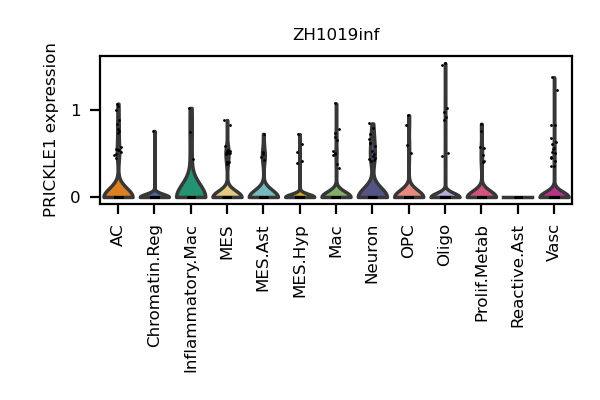 ZH1019inf
PRICKLE1 expression
1
0
AC
Chromatin.Reg
Inflammatory.Mac
MES
MES.Ast
MES.Hyp
Mac
Neuron
OPC
Oligo
Prolif.Metab
Reactive.Ast
Vasc